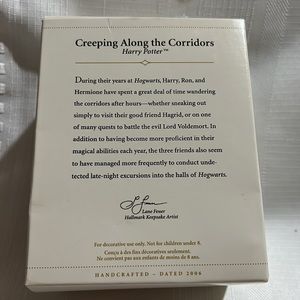 Creeping Along the Corridors
Harry Potter™
During their years at Hogwarts, Harry, Ron, and
Hermione have spent a great deal of time wandering
the corridors after hours—whether sneaking out
simply to visit their good friend Hagrid, or on one
of many quests to battle the evil Lord Voldemort. In
addition to having become more proficient in their
magical abilities each year, the three friends also seem
to have managed more frequently to conduct unde-
tected late-night excursions into the halls of Hogwarts.
Lane Fower
Hallmark Keepsake Artist
For decorative use only. Not for children under 8.
Conçu à des fins décoratives seulement.
Ne convient pas aux enfants de moins de 8 ans.
HANDCRAFTED – DATED 2006